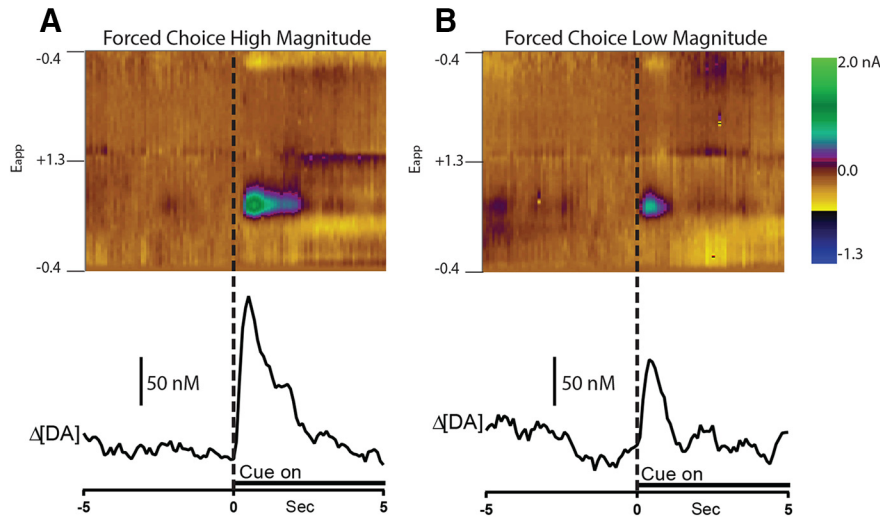 A
Forced Choice High Magnitude
-0.4
+1.3
-0.4
Eapp
50 nM
Δ[DA]
Cue on
-5
0
Sec
5
B
Forced Choice Low Magnitude
-0.4
+1.3
-0.4
Eapp
2.0 nA
0.0
-1.3
50 nM
Δ[DA]
Cue on
-5
0
Sec
5